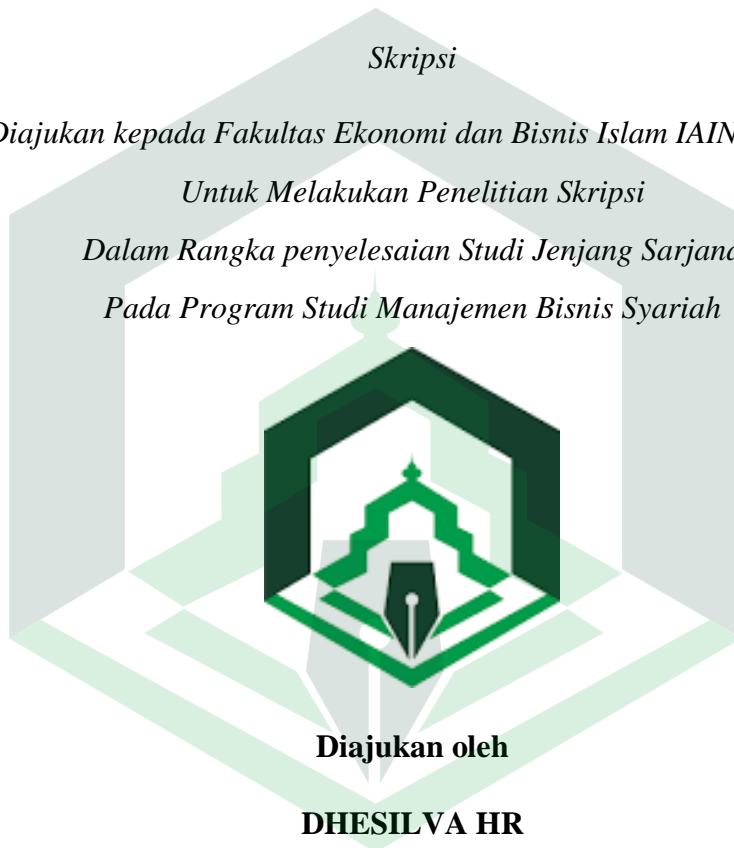 Skripsi
Diajukan kepada Fakultas Ekonomi dan Bisnis Islam IAIN
Untuk Melakukan Penelitian Skripsi
Dalam Rangka penyelesaian Studi Jenjang Sarjana
Pada Program Studi Manajemen Bisnis Syariah
Diajukan oleh
DHESILVA HR